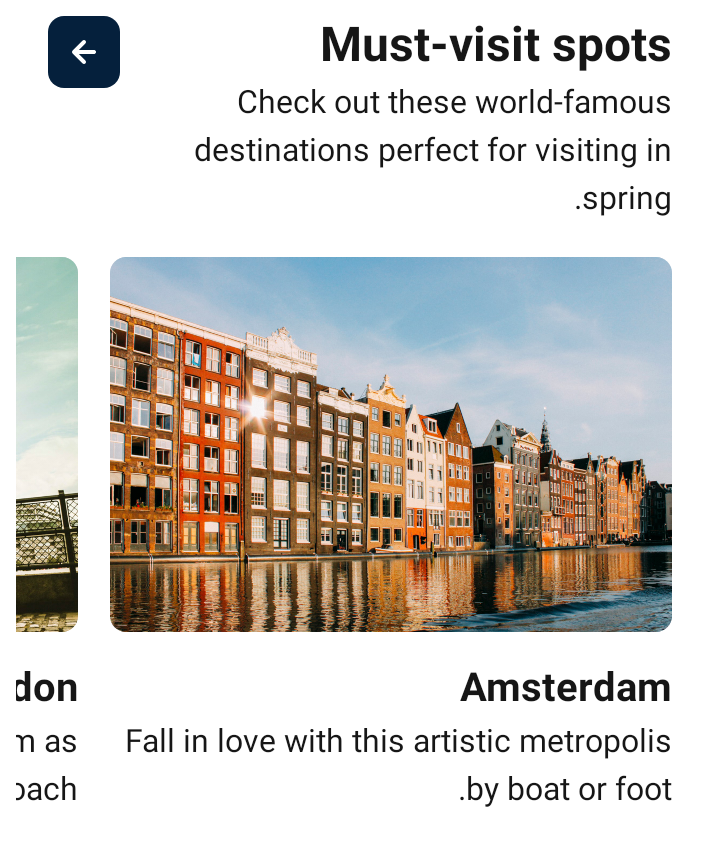 Must-visit spots
Check out these world-famous
destinations perfect for visiting in
.spring
Amsterdam
Fall in love with this artistic metropolis
.by boat or foot
don
m as
oach